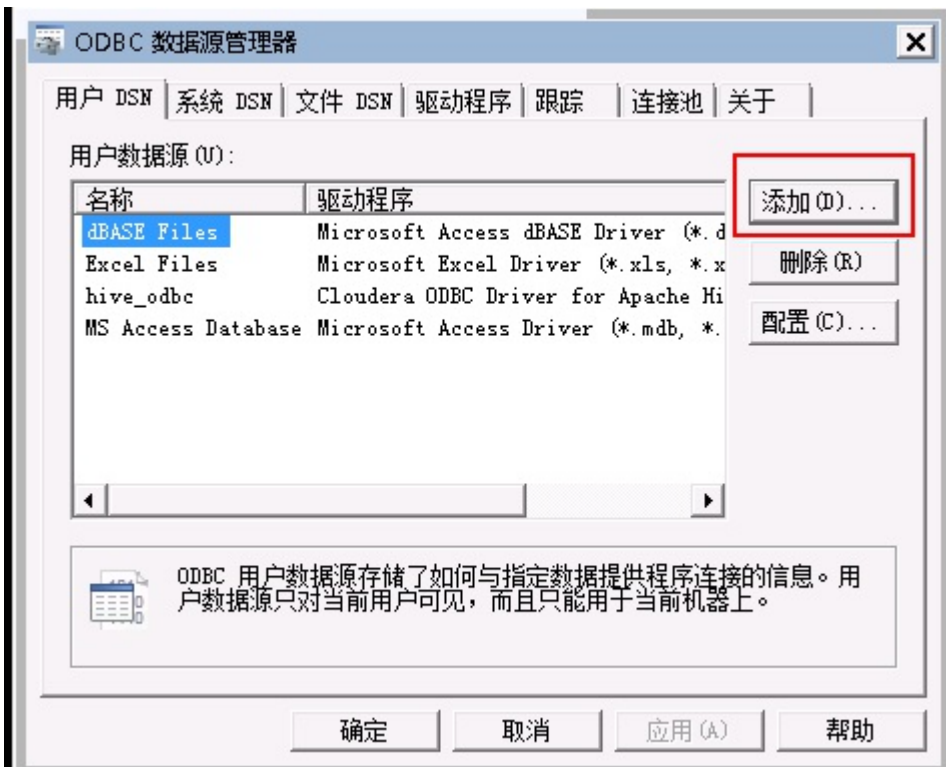 ODBC 数据源管理器
用户 DSN 系统 DSN 文件 DSN 驱动程序 跟踪 连接池 关于
用户数据源(U):
名称 驱动程序
添加(D)...
dBASE Files Microsoft Access dBASE Driver (*.d
Excel Files Microsoft Excel Driver (*.xls, *.x
删除(R)
hive_odbc Cloudera ODBC Driver for Apache Hi
MS Access Database Microsoft Access Driver (*.mdb, *.
配置(C)...
ODBC 用户数据源存储了如何与指定数据提供程序连接的信息。用
户数据源只对当前用户可见，而且只能用于当前机器上。
确定 取消 应用(A) 帮助